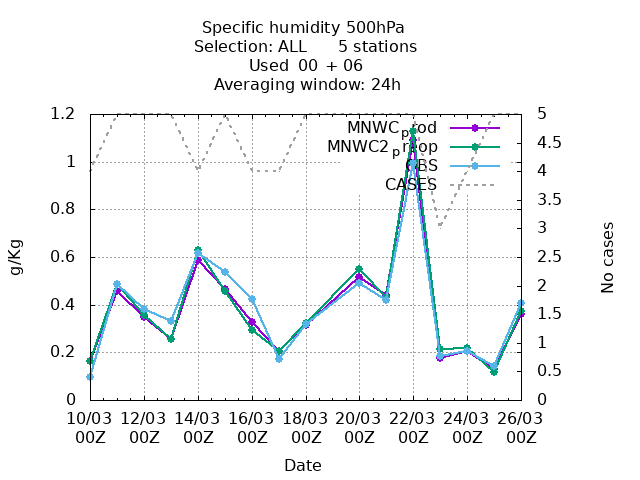 Specific humidity 500hPa
Selection: ALL 5 stations
Used 00 + 06
Averaging window: 24h
g/Kg
1.2
1
0.8
0.6
0.4
0.2
0
5
4.5
4
3.5
3
2.5
2
1.5
1
0.5
0
No cases
MNWCprod
MNWC2prop
OBS
CASES
10/03 12/03 14/03 16/03 18/03 20/03 22/03 24/03 26/03
00Z 00Z 00Z 00Z 00Z 00Z 00Z 00Z 00Z
Date